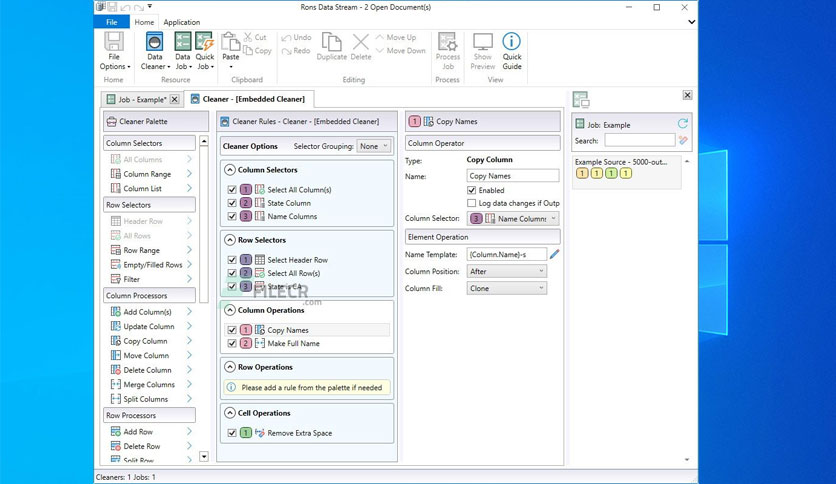 Rons Data Stream - 2 Open Document(s)
File Home Application
File Options
Data Cleaner
Data Job
Quick Job
Paste
Cut
Copy
Undo
Redo
Duplicate
Delete
Move Up
Move Down
Process Job
Show Preview
Quick Guide
Home Resource Clipboard Editing Process View
Job - Example* Cleaner - [Embedded Cleaner]
Cleaner Palette
Column Selectors
All Columns
Column Range
Column List
Row Selectors
Header Row
All Rows
Row Range
Empty/Filled Rows
Filter
Column Processors
Add Column(s)
Update Column
Copy Column
Move Column
Delete Column
Merge Columns
Split Columns
Row Processors
Add Row
Delete Row
Split Row
Cleaner Rules - Cleaner - [Embedded Cleaner]
Cleaner Options Selector Grouping: None
Column Selectors
1 Select All Column(s)
2 State Column
3 Name Columns
Row Selectors
1 Select Header Row
2 Select All Row(s)
3 State is CA
FILECR
.com
Column Operations
1 Copy Names
2 Make Full Name
Row Operations
Please add a rule from the palette if needed
Cell Operations
1 Remove Extra Space
1 Copy Names
Column Operator
Type: Copy Column
Name: Copy Names
Enabled
Log data changes if Outp
Column Selector: 3 Name Columns
Element Operation
Name Template: {Column.Name}-s
Column Position: After
Column Fill: Clone
Job: Example
Search:
Example Source - 5000-out...
1 1 1 1
Cleaners: 1 Jobs: 1